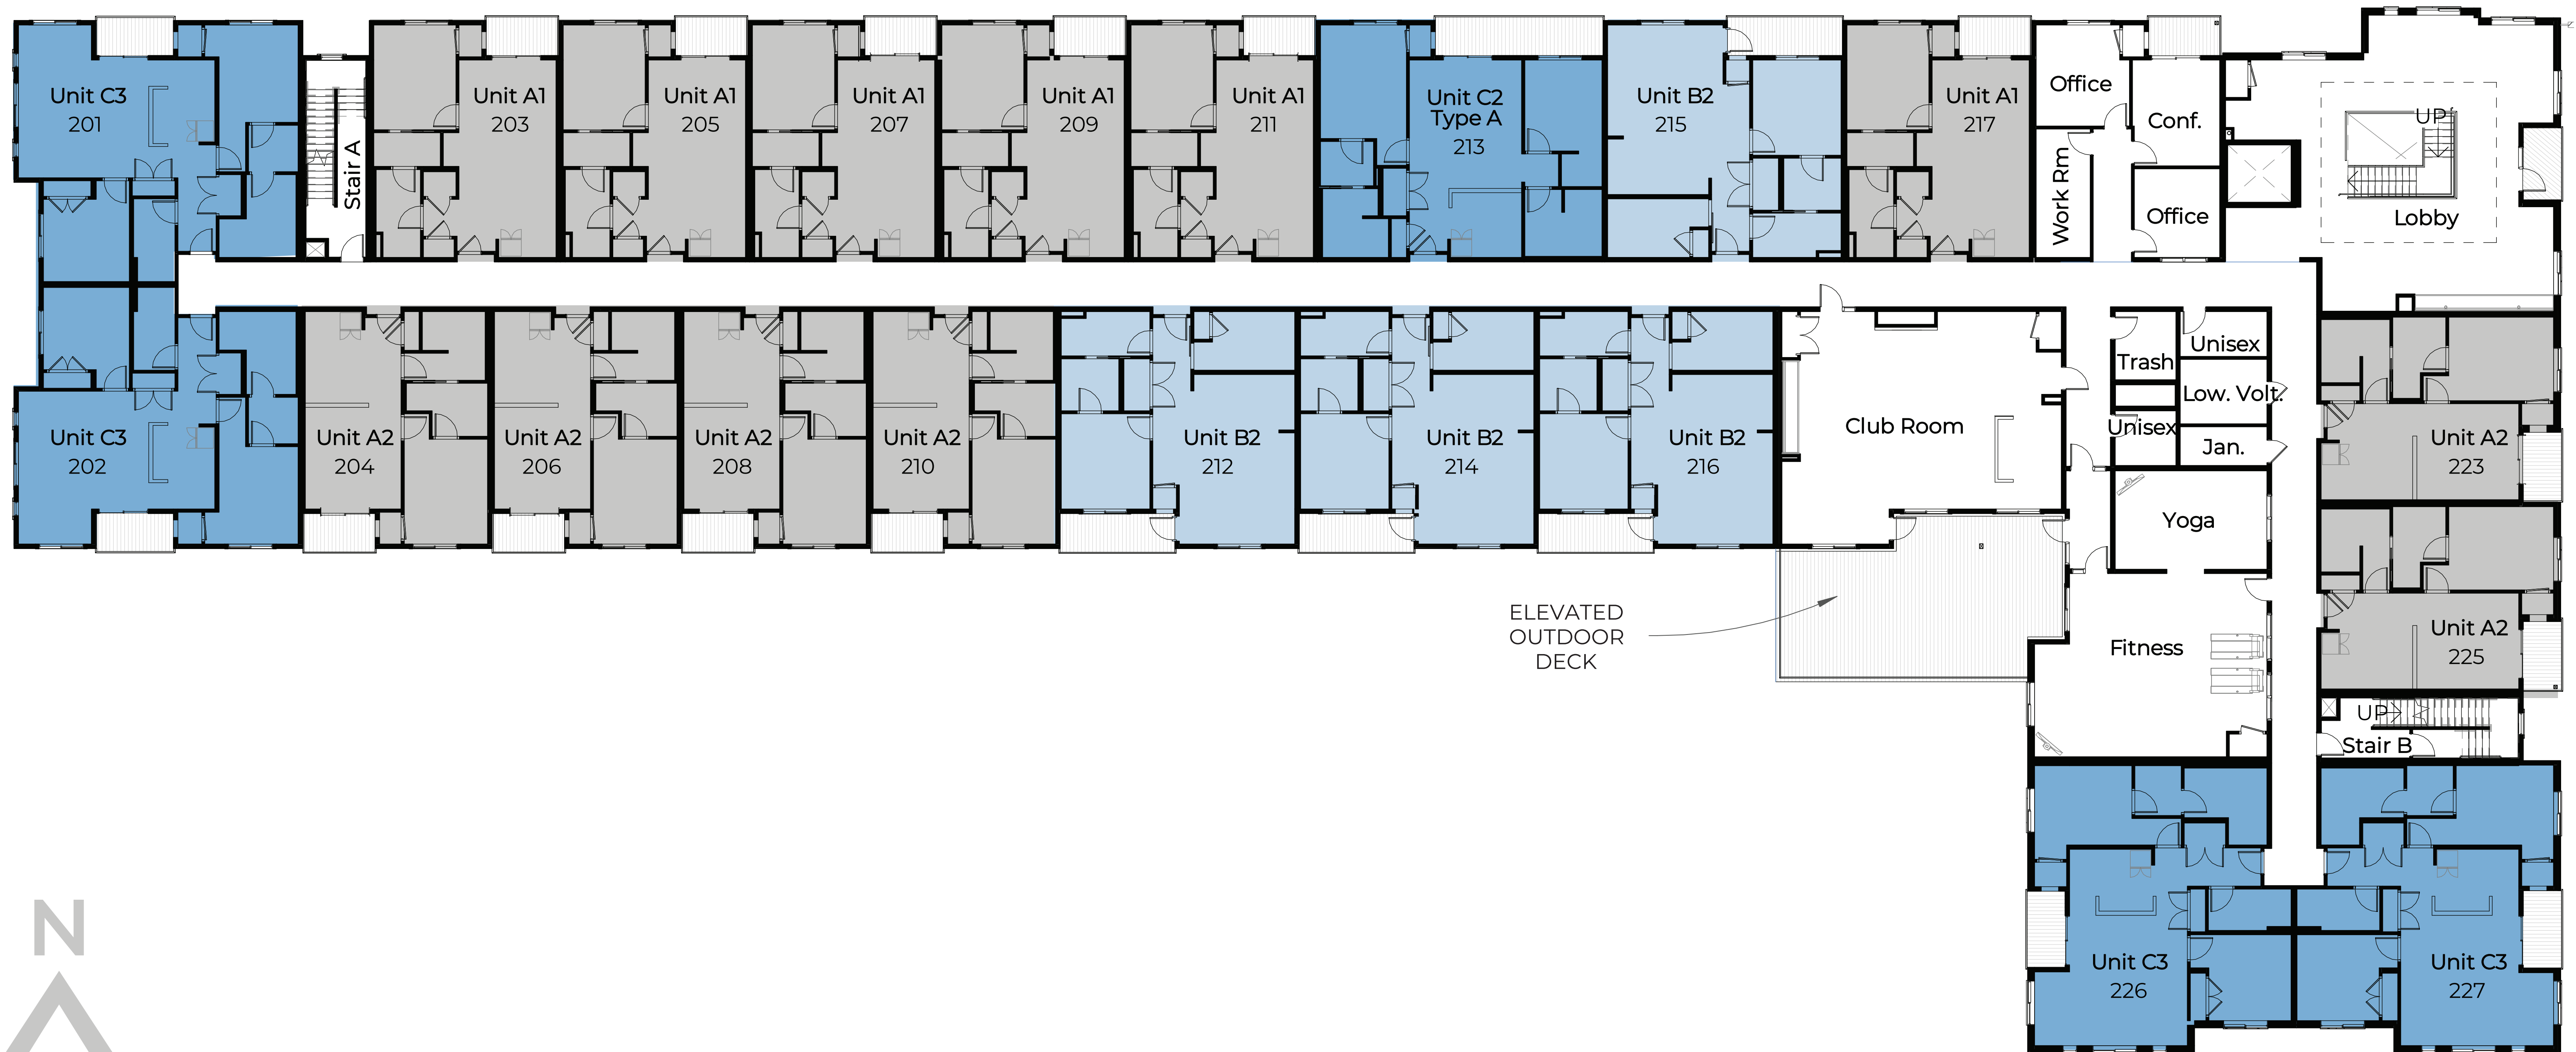 Unit C3
201
Stair A
Unit A1
203
Unit A1
205
Unit A1
207
Unit A1
209
Unit A1
211
Unit C2
Type A
213
Unit B2
215
Unit A1
217
Office
Conf.
Work Rm
Office
UP
Lobby
Unit C3
202
Unit A2
204
Unit A2
206
Unit A2
208
Unit A2
210
Unit B2
212
Unit B2
214
Unit B2
216
Club Room
Trash
Unisex
Low. Volt.
Unisex
Jan.
Yoga
Unit A2
223
ELEVATED
OUTDOOR
DECK
Fitness
Unit A2
225
UP
Stair B
Unit C3
226
Unit C3
227
N